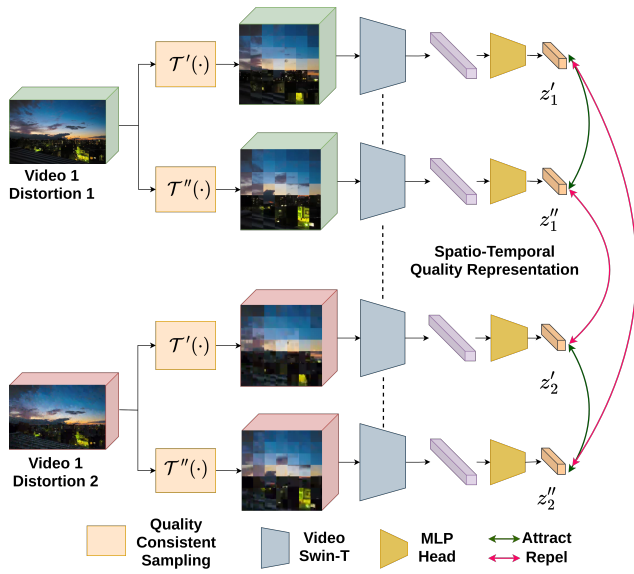 𝒯′(·)
z′₁
Video 1
Distortion 1
𝒯″(·)
z″₁
Spatio-Temporal
Quality Representation
𝒯′(·)
z′₂
Video 1
Distortion 2
𝒯″(·)
z″₂
Quality
Consistent
Sampling
Video
Swin-T
MLP
Head
Attract
Repel